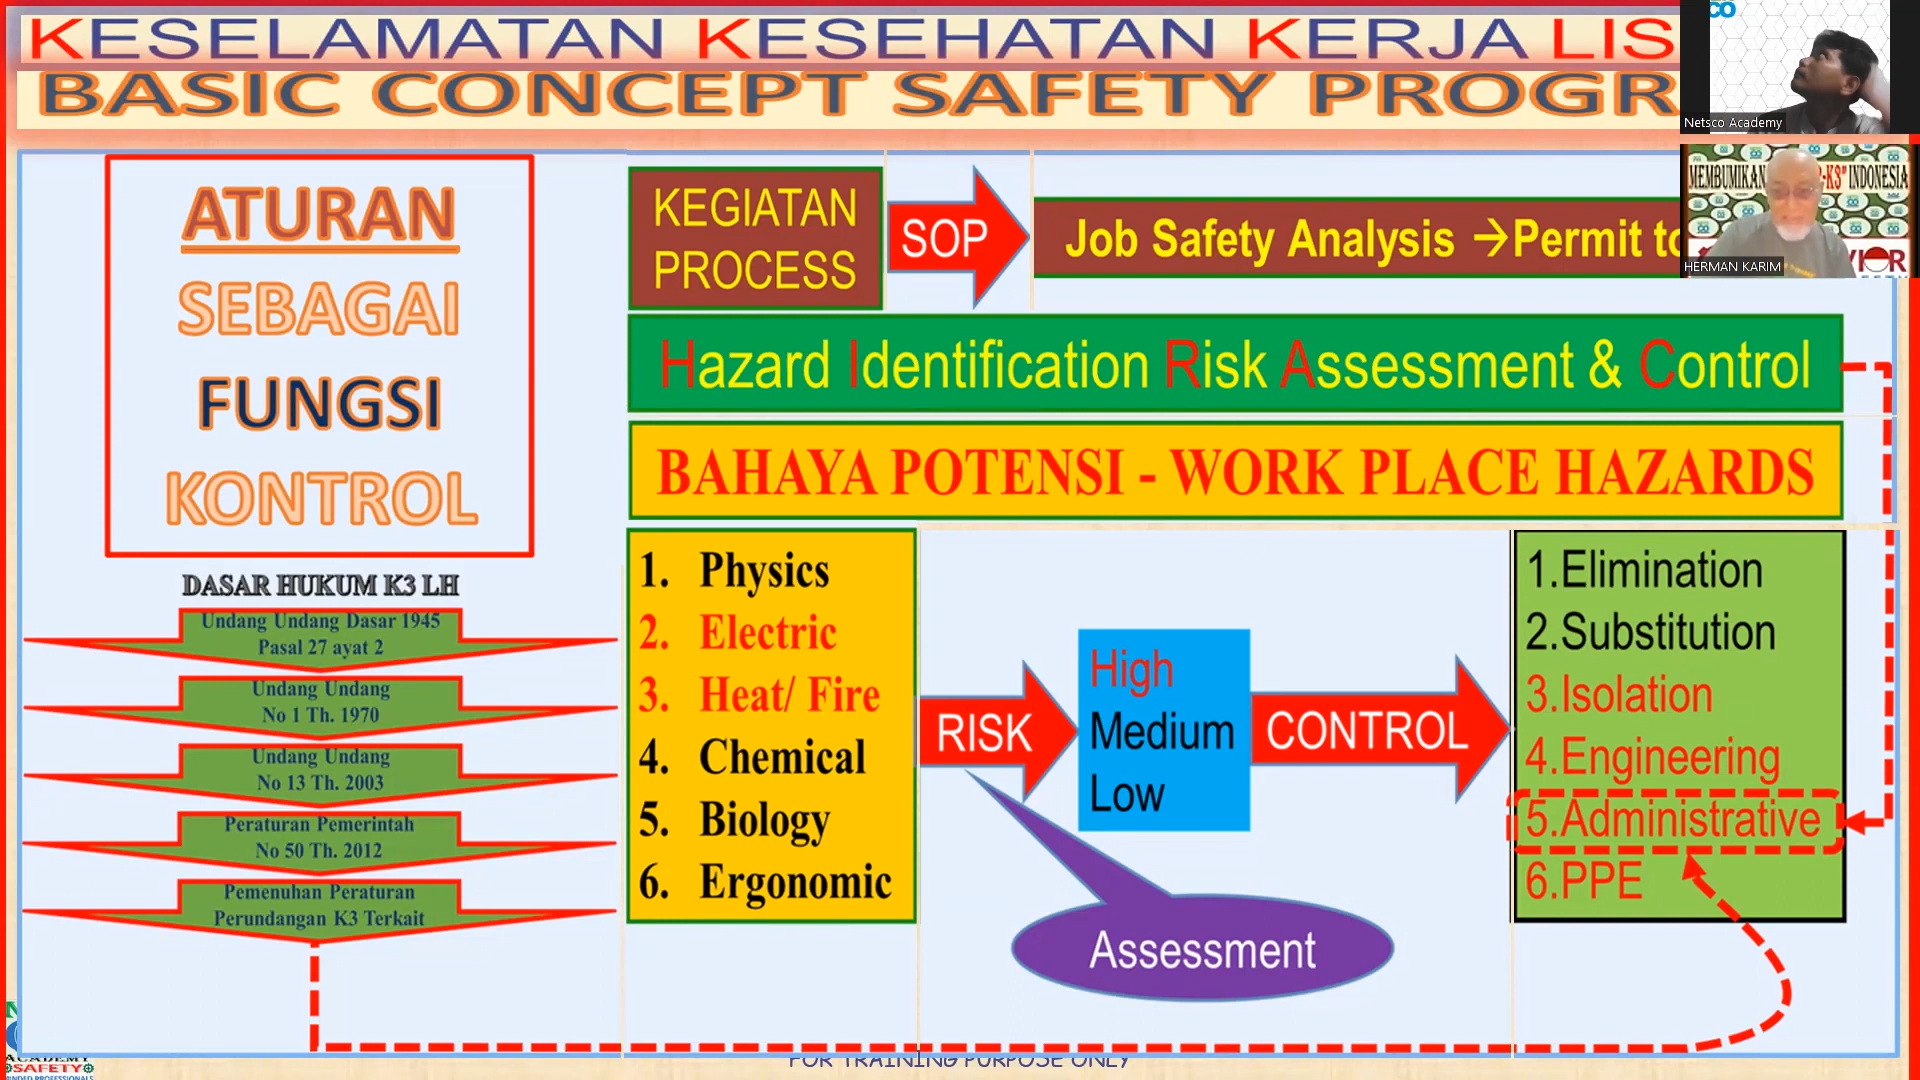 KESELAMATAN KESEHATAN KERJA LIS
BASIC CONCEPT SAFETY PROGR
ATURAN
SEBAGAI
FUNGSI
KONTROL
DASAR HUKUM K3 LH
Undang Undang Dasar 1945
Pasal 27 ayat 2
Undang Undang
No 1 Th. 1970
Undang Undang
No 13 Th. 2003
Peraturan Pemerintah
No 50 Th. 2012
Pemenuhan Peraturan
Perundangan K3 Terkait
KEGIATAN
PROCESS
SOP
Job Safety Analysis →Permit to
Hazard Identification Risk Assessment & Control
BAHAYA POTENSI - WORK PLACE HAZARDS
1. Physics
2. Electric
3. Heat/ Fire
4. Chemical
5. Biology
6. Ergonomic
RISK
High
Medium
Low
CONTROL
Assessment
1.Elimination
2.Substitution
3.Isolation
4.Engineering
5.Administrative
6.PPE
Netsco Academy
MEMBUMIKAN -K3" INDONESIA
HERMAN KARIM
ACADEMY
SAFETY
FOR TRAINING PURPOSE ONLY